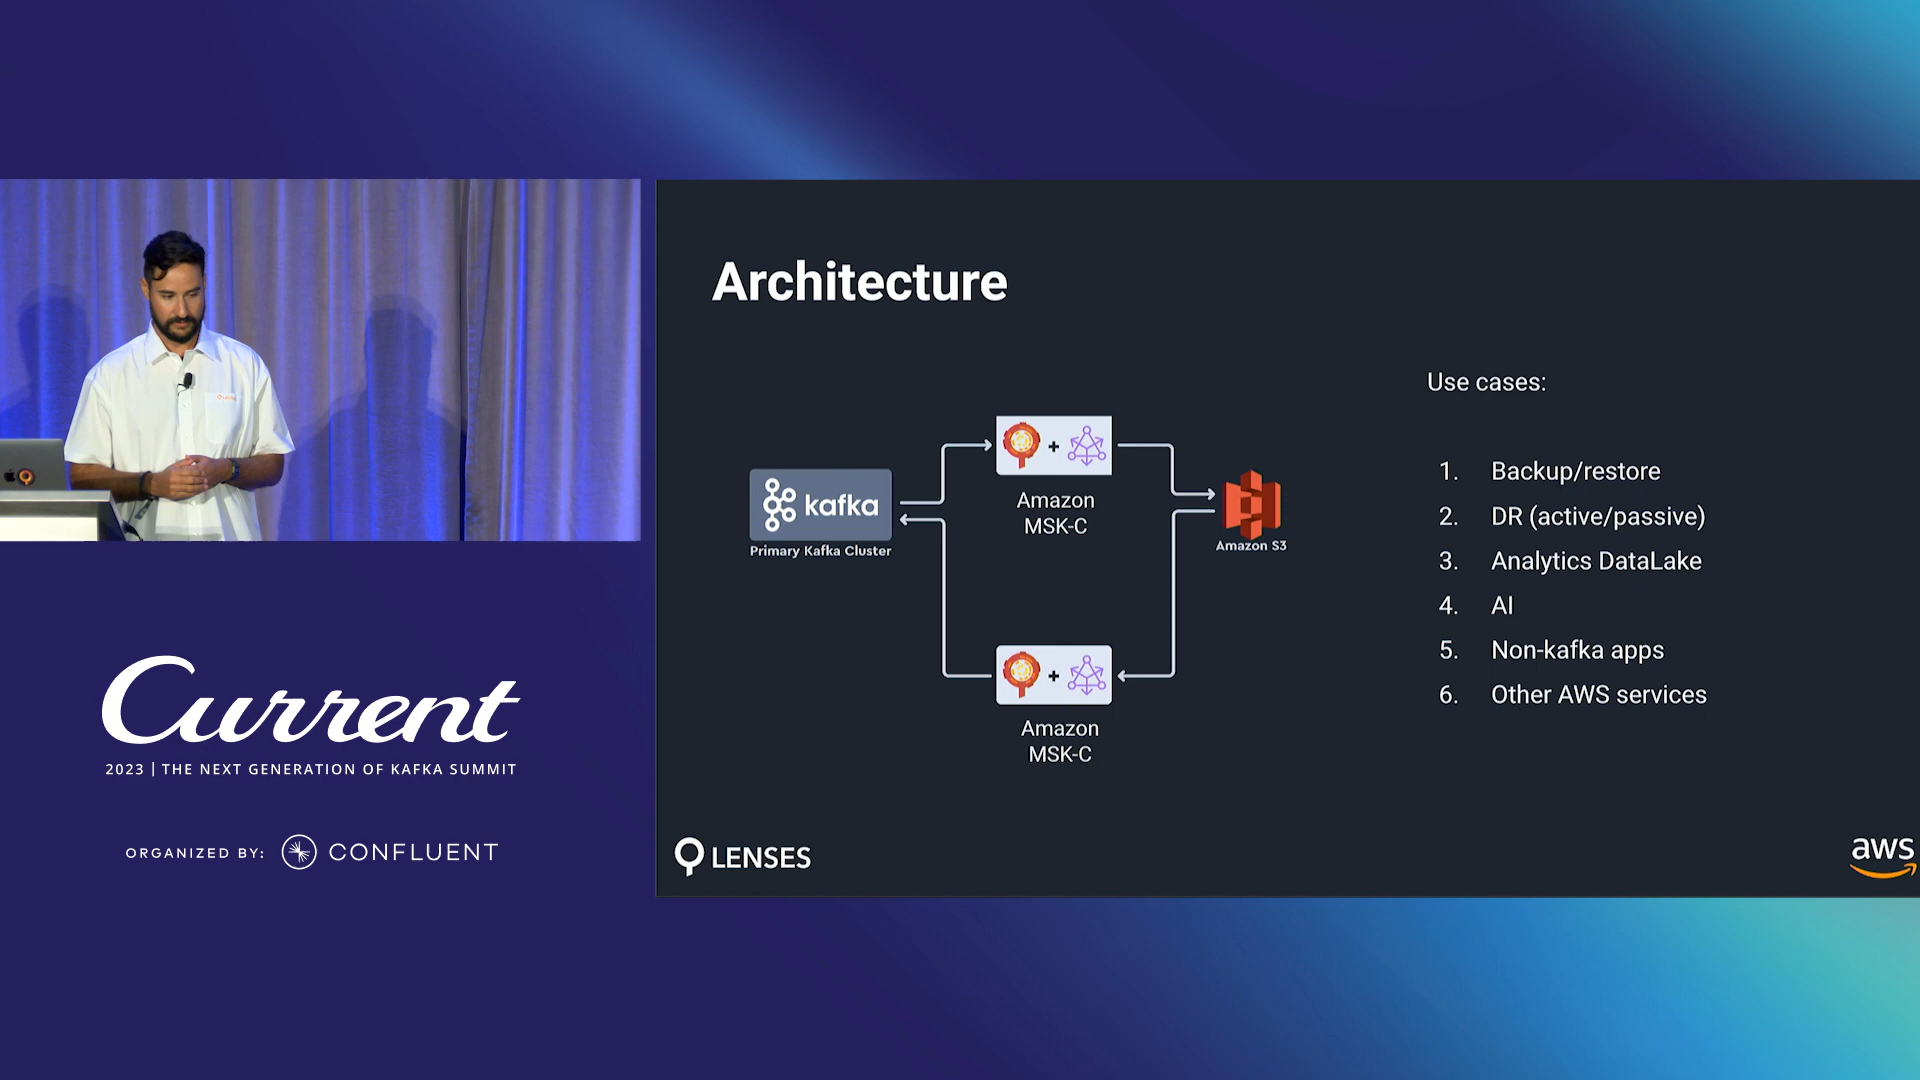 Architecture
Use cases:
1. Backup/restore
2. DR (active/passive)
3. Analytics DataLake
4. AI
5. Non-kafka apps
6. Other AWS services
+
Amazon
MSK-C
kafka
Primary Kafka Cluster
Amazon S3
+
Amazon
MSK-C
LENSES
aws
Current
2023 | THE NEXT GENERATION OF KAFKA SUMMIT
ORGANIZED BY: CONFLUENT